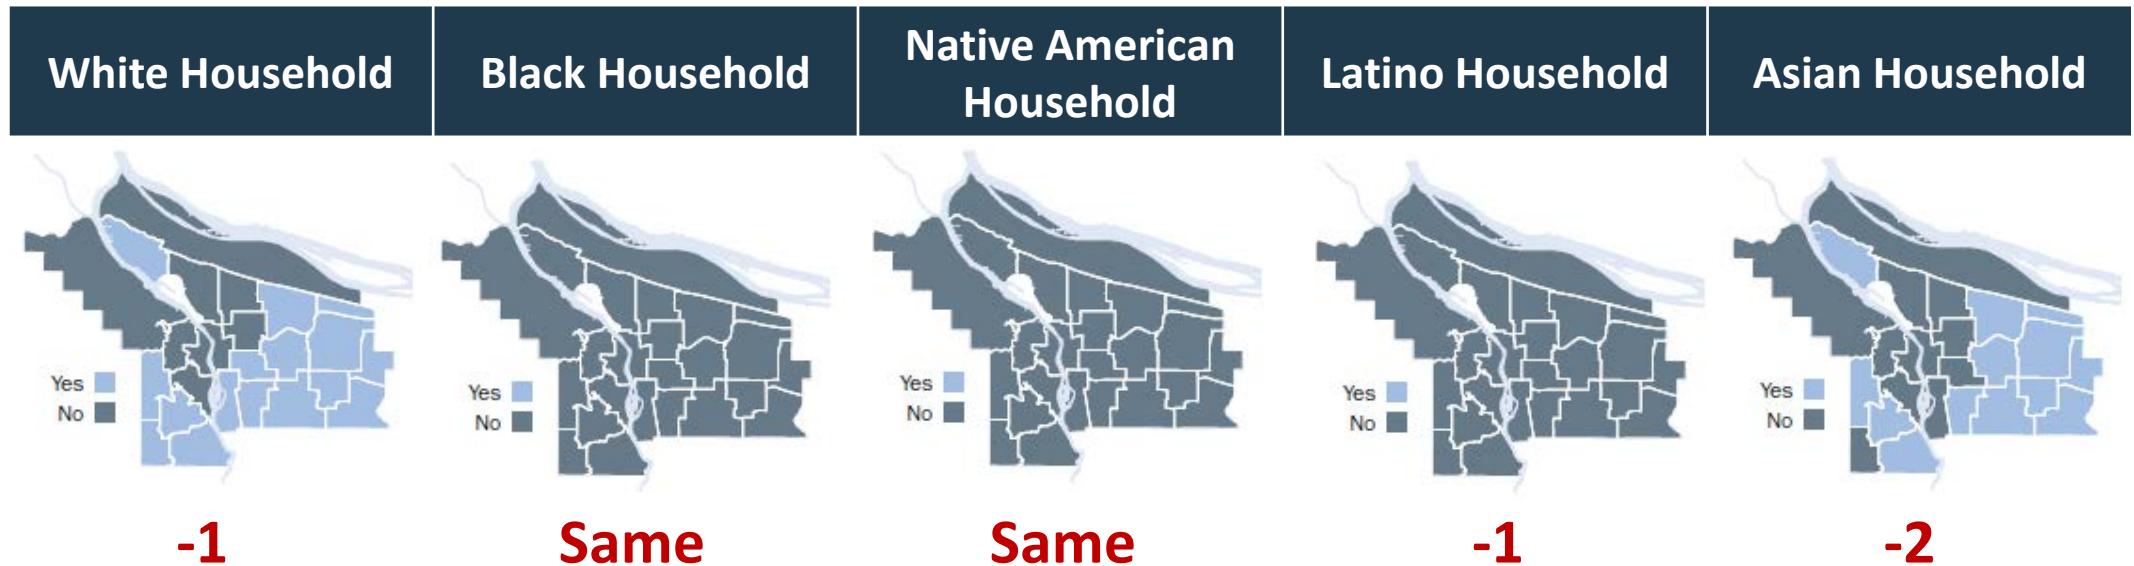 White Household
Black Household
Native American
Household
Latino Household
Asian Household
Yes
No
Yes
No
Yes
No
Yes
No
Yes
No
-1
Same
Same
-1
-2